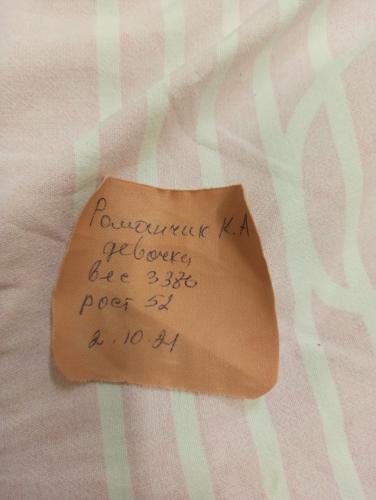 Романчик К.А
девочка
вес 3380
рост 52
2.10.21